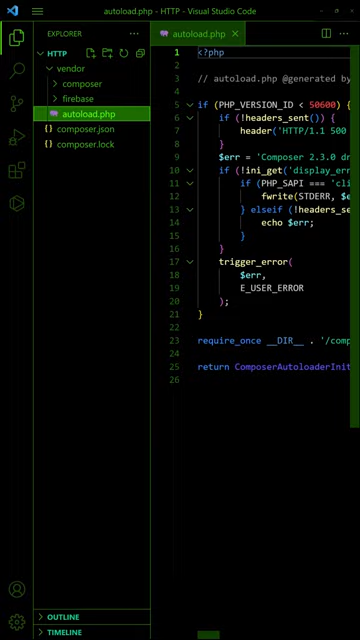 autoload.php - HTTP - Visual Studio Code
EXPLORER
HTTP
vendor
composer
firebase
autoload.php
composer.json
composer.lock
OUTLINE
TIMELINE
autoload.php
1 <?php
2
3 // autoload.php @generated by
4
5 if (PHP_VERSION_ID < 50600) {
6 if (!headers_sent()) {
7 header('HTTP/1.1 500
8 }
9 $err = 'Composer 2.3.0 dr
10 if (!ini_get('display_err
11 if (PHP_SAPI === 'cli
12 fwrite(STDERR, $e
13 } elseif (!headers_se
14 echo $err;
15 }
16 }
17 trigger_error(
18 $err,
19 E_USER_ERROR
20 );
21 }
22
23 require_once __DIR__ . '/comp
24
25 return ComposerAutoloaderInit
26